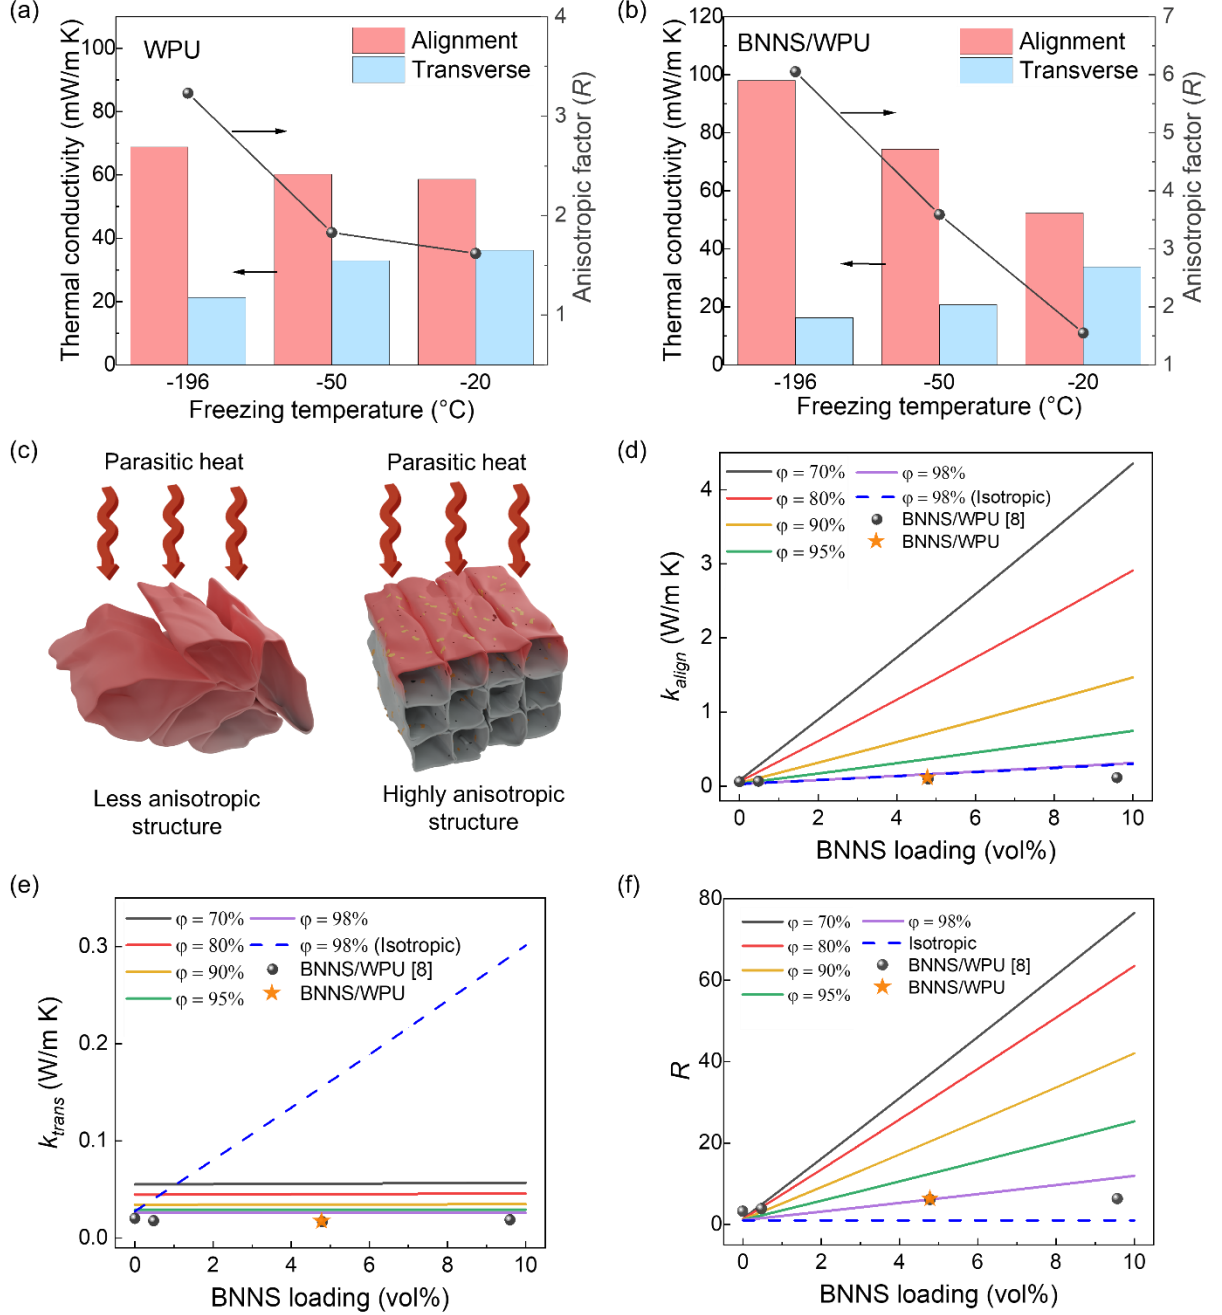 (a)
WPU
Alignment
Transverse
Thermal conductivity (mW/m K)
0
20
40
60
80
100
Anisotropic factor (R)
1
2
3
4
-196
-50
-20
Freezing temperature (°C)
(b)
BNNS/WPU
Alignment
Transverse
Thermal conductivity (mW/m K)
0
20
40
60
80
100
120
Anisotropic factor (R)
1
2
3
4
5
6
7
-196
-50
-20
Freezing temperature (°C)
(c)
Parasitic heat
Parasitic heat
Less anisotropic
structure
Highly anisotropic
structure
(d)
φ = 70%
φ = 80%
φ = 90%
φ = 95%
φ = 98%
φ = 98% (Isotropic)
BNNS/WPU [8]
BNNS/WPU
k_align (W/m K)
0
1
2
3
4
0
2
4
6
8
10
BNNS loading (vol%)
(e)
φ = 70%
φ = 80%
φ = 90%
φ = 95%
φ = 98%
φ = 98% (Isotropic)
BNNS/WPU [8]
BNNS/WPU
k_trans (W/m K)
0.0
0.1
0.2
0.3
0
2
4
6
8
10
BNNS loading (vol%)
(f)
φ = 70%
φ = 80%
φ = 90%
φ = 95%
φ = 98%
Isotropic
BNNS/WPU [8]
BNNS/WPU
R
0
20
40
60
80
0
2
4
6
8
10
BNNS loading (vol%)